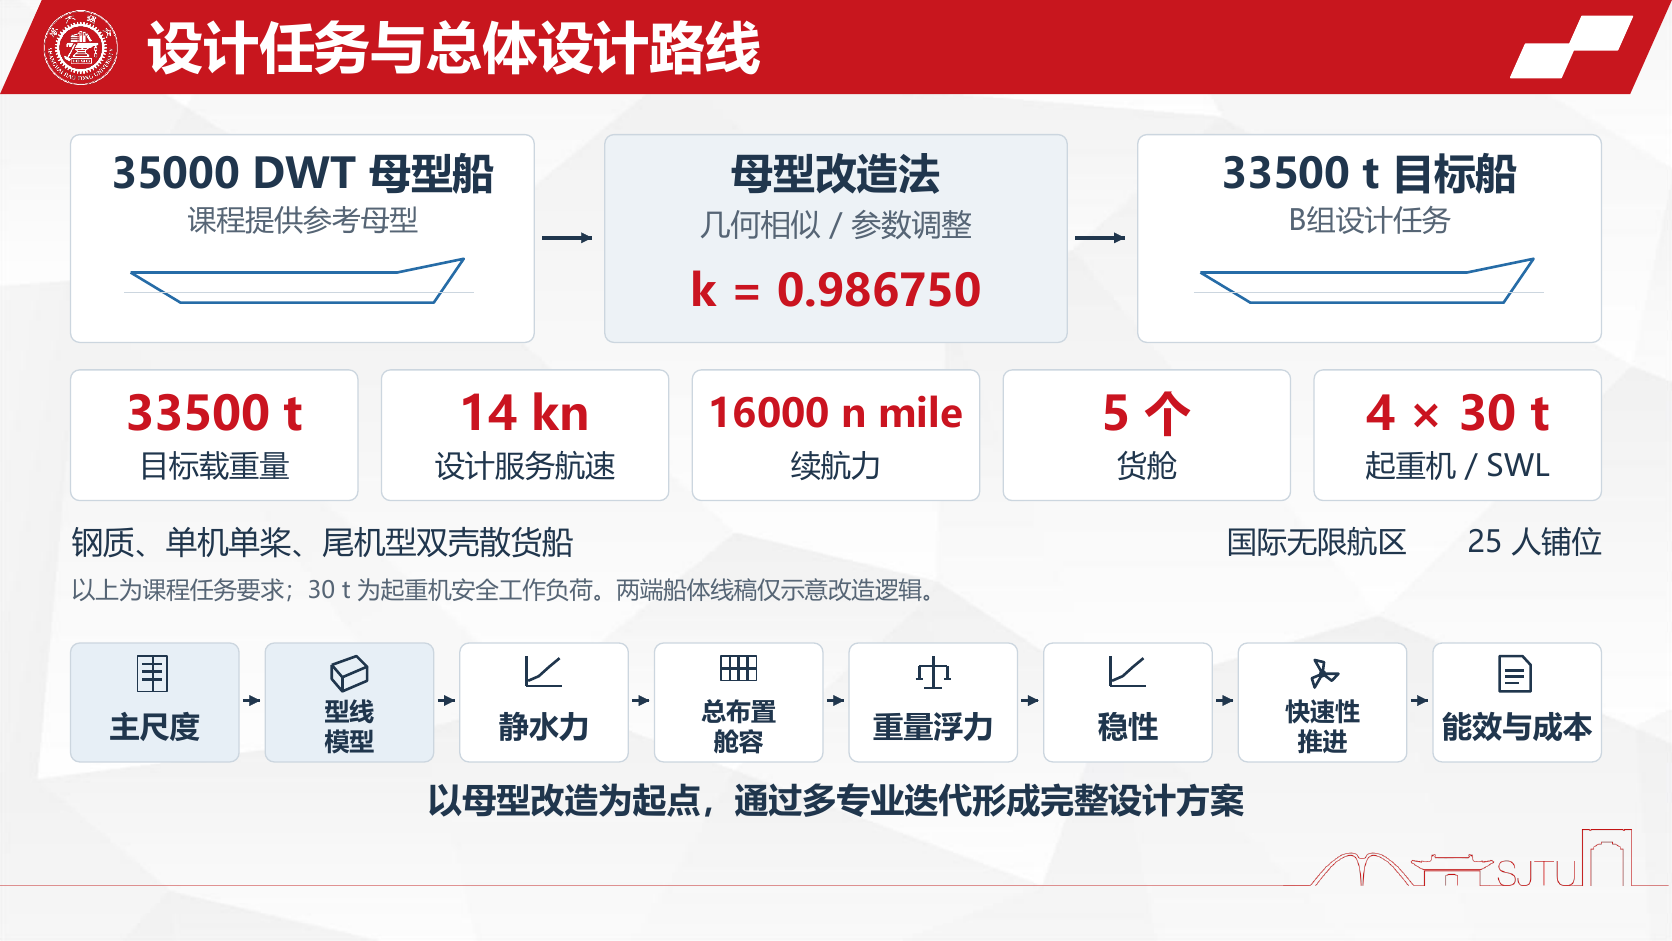 设计任务与总体设计路线
35000 DWT 母型船
课程提供参考母型
母型改造法
几何相似 / 参数调整
k = 0.986750
33500 t 目标船
B组设计任务
33500 t
目标载重量
14 kn
设计服务航速
16000 n mile
续航力
5 个
货舱
4 × 30 t
起重机 / SWL
钢质、单机单桨、尾机型双壳散货船
国际无限航区 25 人铺位
以上为课程任务要求；30 t 为起重机安全工作负荷。两端船体线稿仅示意改造逻辑。
主尺度
型线
模型
静水力
总布置
舱容
重量浮力
稳性
快速性
推进
能效与成本
以母型改造为起点，通过多专业迭代形成完整设计方案
SJTU